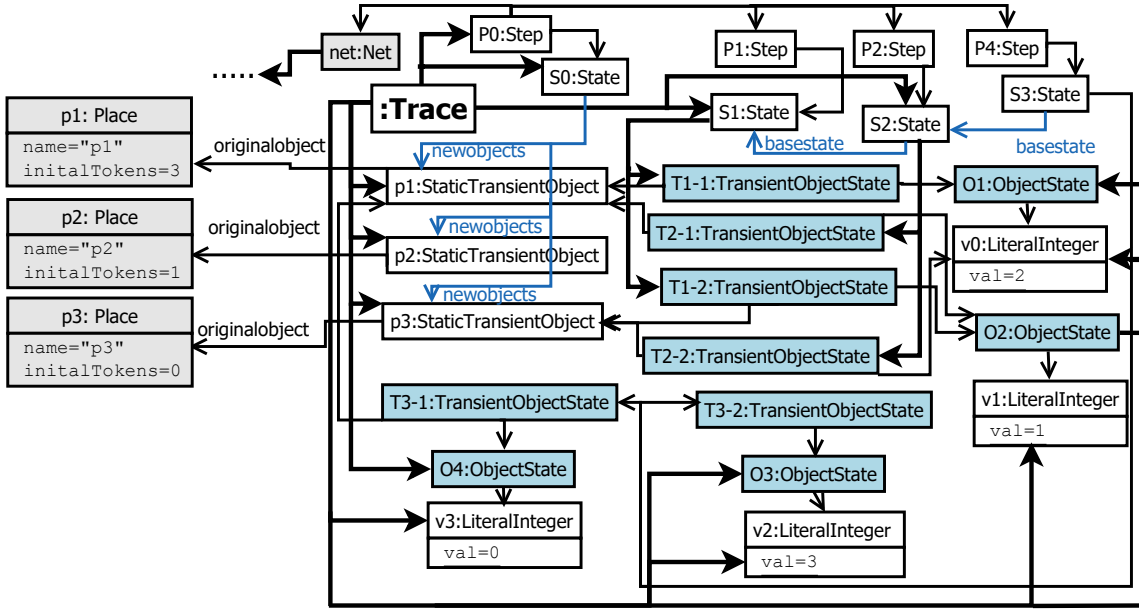 P0:Step
P1:Step
P2:Step
P4:Step
net:Net
.....
S0:State
S3:State
:Trace
S1:State
S2:State
p1: Place
name="p1"
initalTokens=3
originalobject
newobjects
basestate
basestate
p1:StaticTransientObject
T1-1:TransientObjectState
O1:ObjectState
p2: Place
name="p2"
initalTokens=1
originalobject
newobjects
T2-1:TransientObjectState
v0:LiteralInteger
val=2
p2:StaticTransientObject
T1-2:TransientObjectState
newobjects
p3: Place
name="p3"
initalTokens=0
originalobject
p3:StaticTransientObject
O2:ObjectState
T2-2:TransientObjectState
T3-1:TransientObjectState
T3-2:TransientObjectState
v1:LiteralInteger
val=1
O4:ObjectState
O3:ObjectState
v3:LiteralInteger
val=0
v2:LiteralInteger
val=3